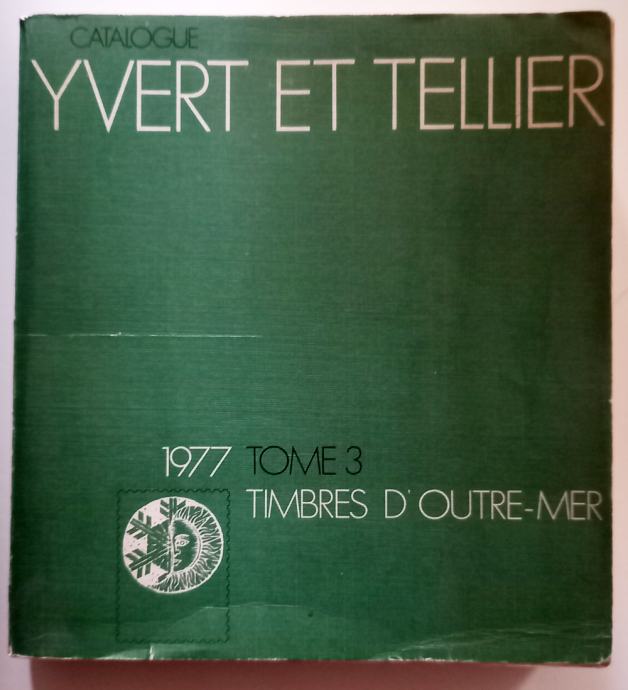 CATALOGUE
YVERT ET TELLIER
1977 TOME 3
TIMBRES D'OUTRE-MER